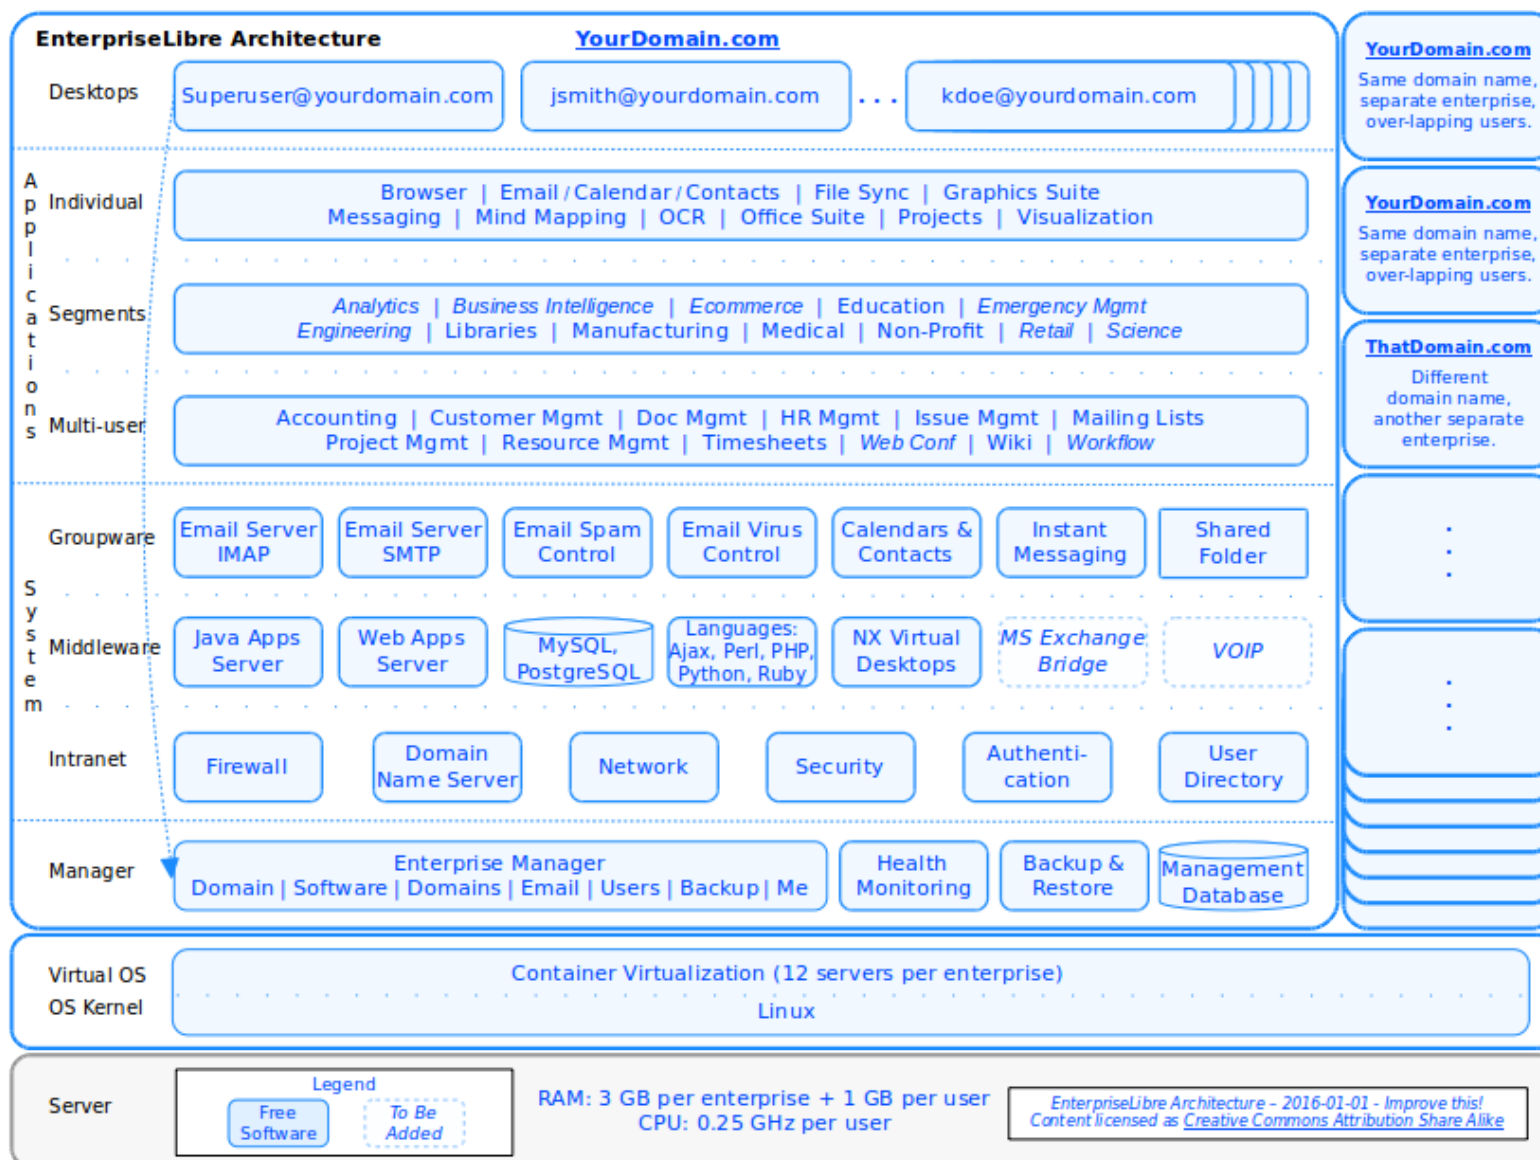 EnterpriseLibre Architecture
YourDomain.com
Desktops
Superuser@yourdomain.com
jsmith@yourdomain.com
. . .
kdoe@yourdomain.com
Applications
Individual
Browser | Email / Calendar / Contacts | File Sync | Graphics Suite
Messaging | Mind Mapping | OCR | Office Suite | Projects | Visualization
Segments
Analytics | Business Intelligence | Ecommerce | Education | Emergency Mgmt
Engineering | Libraries | Manufacturing | Medical | Non-Profit | Retail | Science
Multi-user
Accounting | Customer Mgmt | Doc Mgmt | HR Mgmt | Issue Mgmt | Mailing Lists
Project Mgmt | Resource Mgmt | Timesheets | Web Conf | Wiki | Workflow
System
Groupware
Email Server
IMAP
Email Server
SMTP
Email Spam
Control
Email Virus
Control
Calendars &
Contacts
Instant
Messaging
Shared
Folder
Middleware
Java Apps
Server
Web Apps
Server
MySQL,
PostgreSQL
Languages:
Ajax, Perl, PHP,
Python, Ruby
NX Virtual
Desktops
MS Exchange
Bridge
VOIP
Intranet
Firewall
Domain
Name Server
Network
Security
Authenti-
cation
User
Directory
Manager
Enterprise Manager
Domain | Software | Domains | Email | Users | Backup | Me
Health
Monitoring
Backup &
Restore
Management
Database
YourDomain.com
Same domain name,
separate enterprise,
over-lapping users.
YourDomain.com
Same domain name,
separate enterprise,
over-lapping users.
ThatDomain.com
Different
domain name,
another separate
enterprise.
.
.
.
.
.
.
Virtual OS
Container Virtualization (12 servers per enterprise)
OS Kernel
Linux
Server
Legend
Free
Software
To Be
Added
RAM: 3 GB per enterprise + 1 GB per user
CPU: 0.25 GHz per user
EnterpriseLibre Architecture – 2016-01-01 - Improve this!
Content licensed as Creative Commons Attribution Share Alike